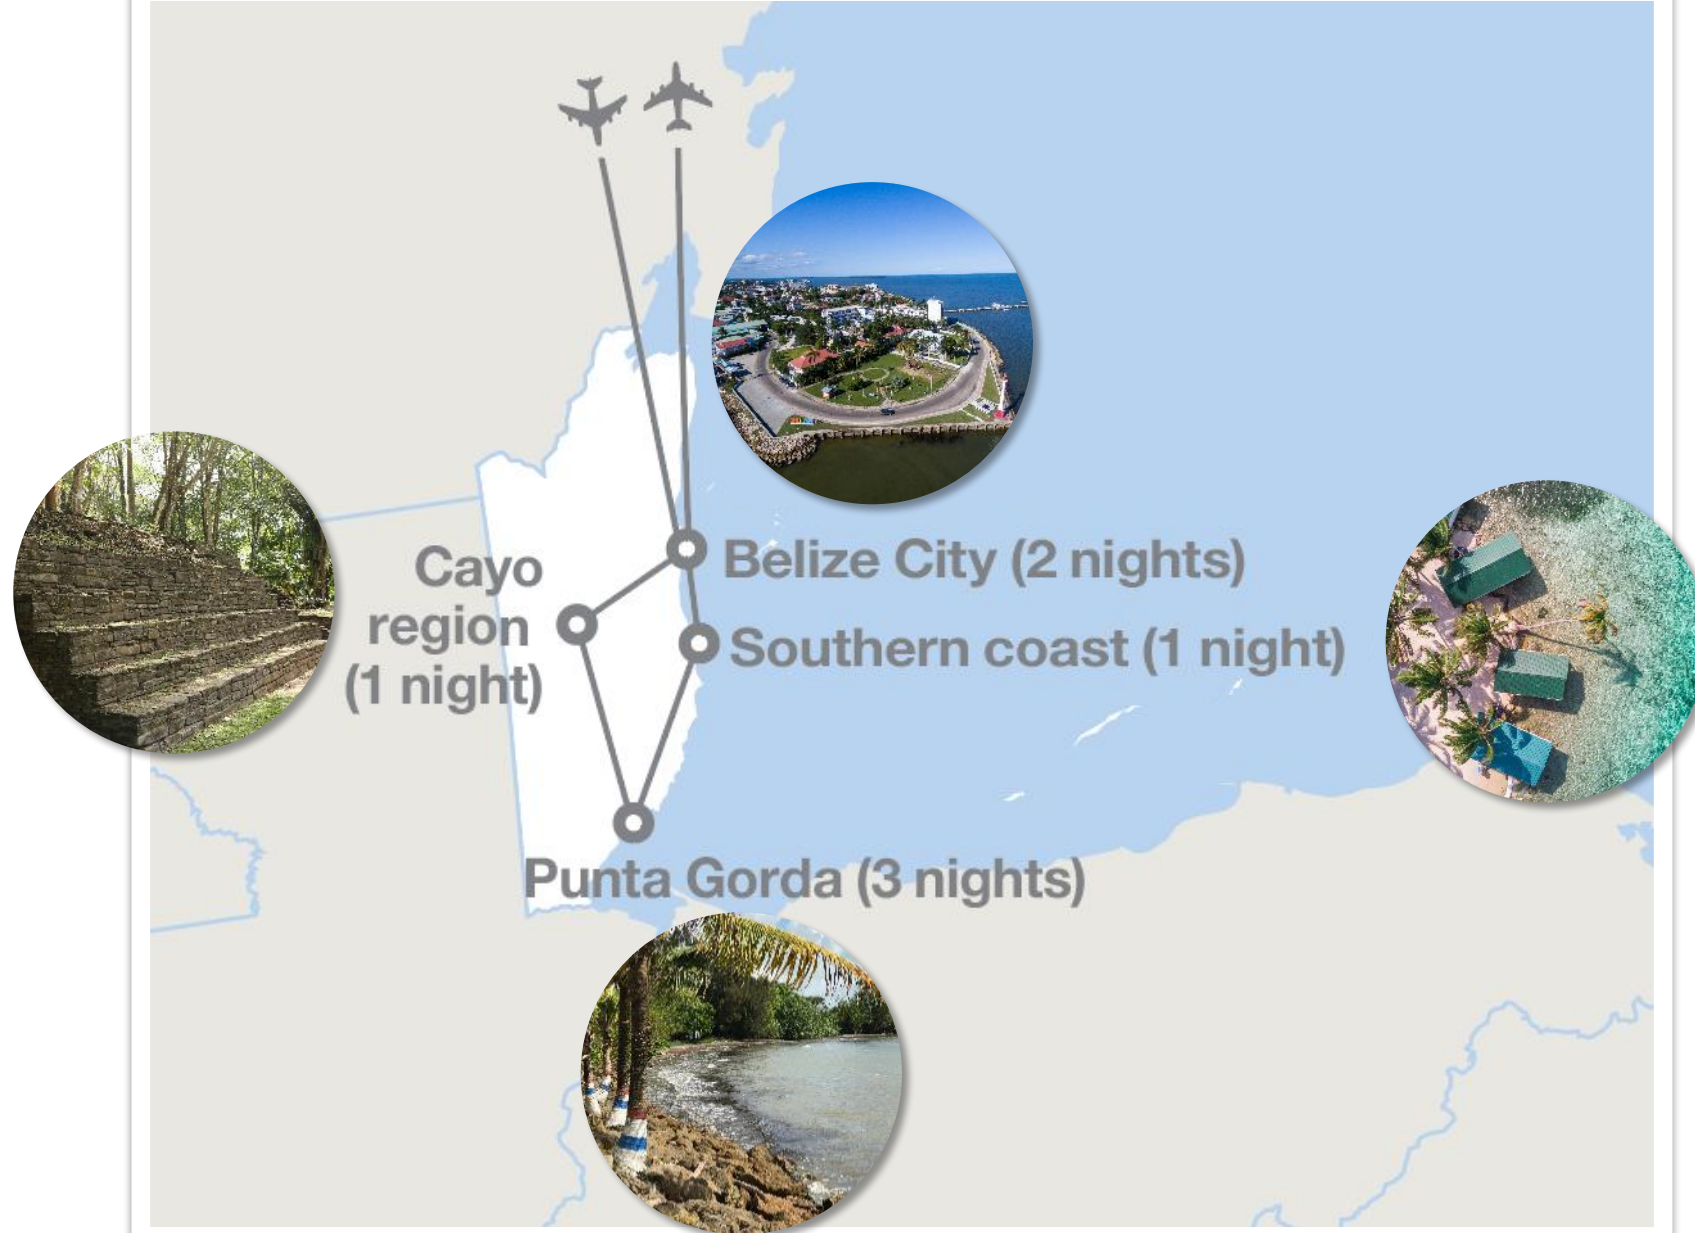 Belize City (2 nights)
Cayo
region
(1 night)
Southern coast (1 night)
Punta Gorda (3 nights)